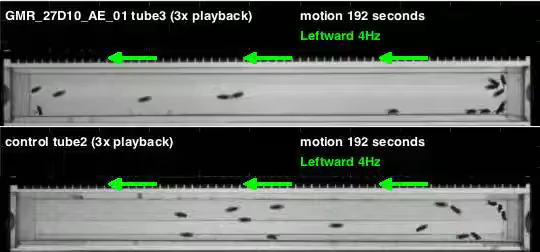 GMR_27D10_AE_01 tube3 (3x playback)
motion 192 seconds
Leftward 4Hz
control tube2 (3x playback)
motion 192 seconds
Leftward 4Hz